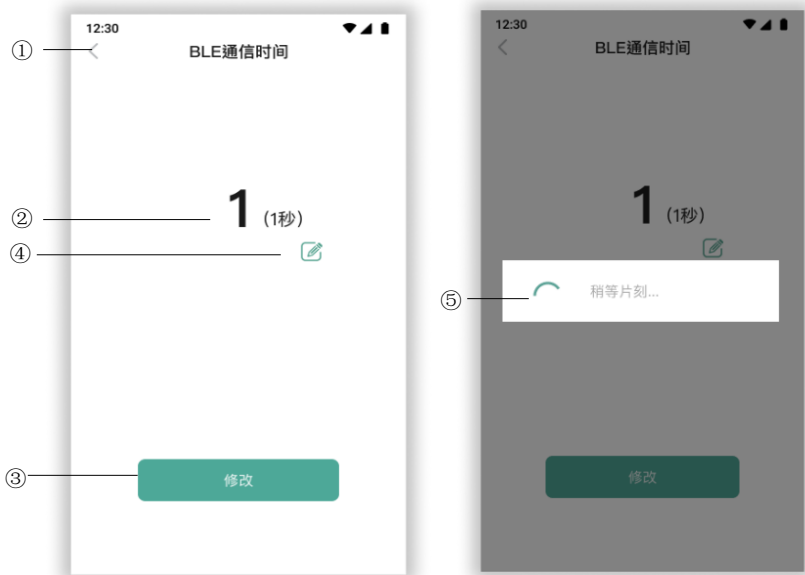 12:30
① BLE通信时间
② 1 (1秒)
④
③ 修改
12:30
BLE通信时间
1 (1秒)
⑤ 稍等片刻...
修改